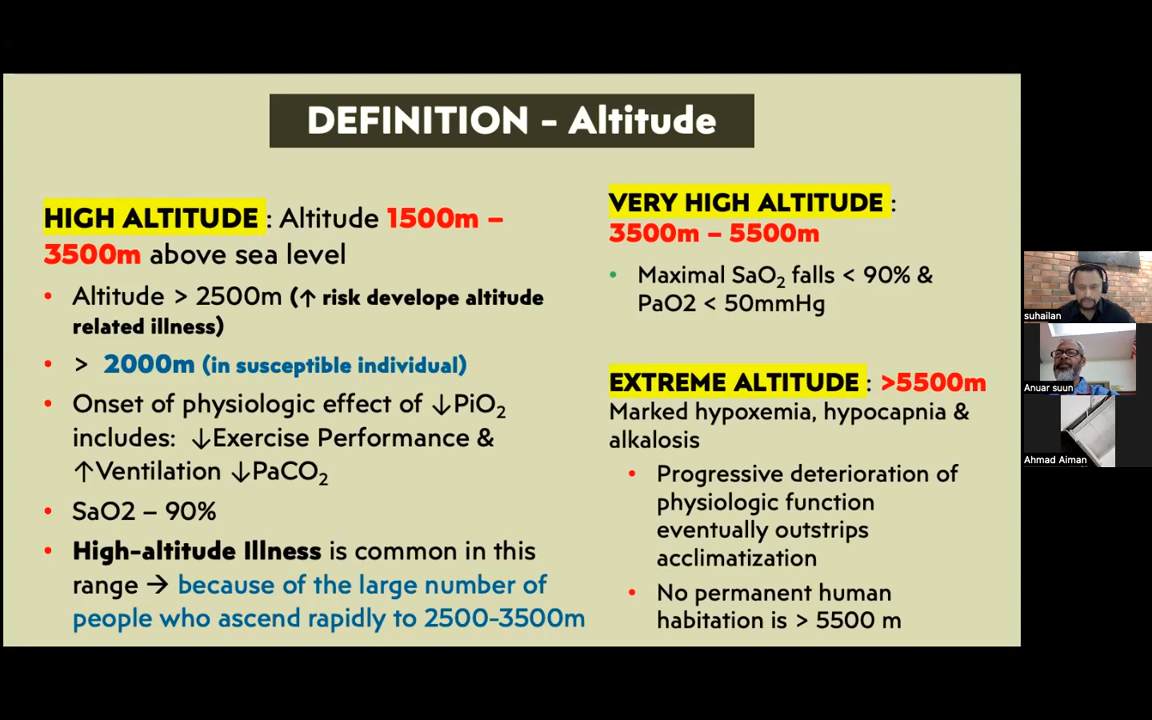 DEFINITION - Altitude
HIGH ALTITUDE : Altitude 1500m –
3500m above sea level
• Altitude > 2500m (↑ risk develope altitude
related illness)
• > 2000m (in susceptible individual)
• Onset of physiologic effect of ↓PiO₂
includes: ↓Exercise Performance &
↑Ventilation ↓PaCO₂
• SaO2 – 90%
• High-altitude Illness is common in this
range → because of the large number of
people who ascend rapidly to 2500-3500m
VERY HIGH ALTITUDE :
3500m – 5500m
• Maximal SaO₂ falls < 90% &
PaO2 < 50mmHg
EXTREME ALTITUDE : >5500m
Marked hypoxemia, hypocapnia &
alkalosis
• Progressive deterioration of
physiologic function
eventually outstrips
acclimatization
• No permanent human
habitation is > 5500 m
suhailan
Anuar suun
Ahmad Aiman